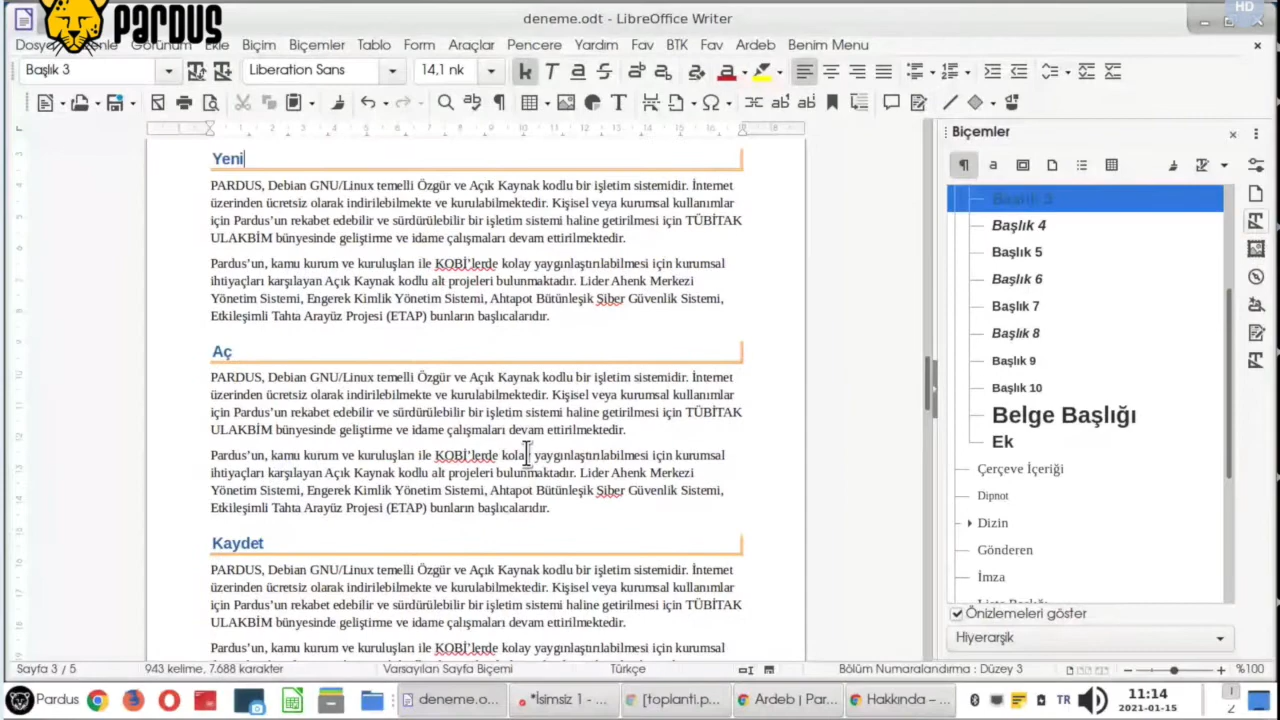 HD
PARDUS
deneme.odt - LibreOffice Writer
Dosya Görünüm Ekle Biçim Biçemler Tablo Form Araçlar Pencere Yardım Fav BTK Fav Ardeb Benim Menu
Başlık 3 Liberation Sans 14,1 nk
Biçemler
Yeni
PARDUS, Debian GNU/Linux temelli Özgür ve Açık Kaynak kodlu bir işletim sistemidir. İnternet
üzerinden ücretsiz olarak indirilebilmekte ve kurulabilmektedir. Kişisel veya kurumsal kullanımlar
için Pardus’un rekabet edebilir ve sürdürülebilir bir işletim sistemi haline getirilmesi için TÜBİTAK
ULAKBİM bünyesinde geliştirme ve idame çalışmaları devam ettirilmektedir.
Pardus’un, kamu kurum ve kuruluşları ile KOBİ’lerde kolay yaygınlaştırılabilmesi için kurumsal
ihtiyaçları karşılayan Açık Kaynak kodlu alt projeleri bulunmaktadır. Lider Ahenk Merkezi
Yönetim Sistemi, Engerek Kimlik Yönetim Sistemi, Ahtapot Bütünleşik Siber Güvenlik Sistemi,
Etkileşimli Tahta Arayüz Projesi (ETAP) bunların başlıcalarıdır.
Aç
PARDUS, Debian GNU/Linux temelli Özgür ve Açık Kaynak kodlu bir işletim sistemidir. İnternet
üzerinden ücretsiz olarak indirilebilmekte ve kurulabilmektedir. Kişisel veya kurumsal kullanımlar
için Pardus’un rekabet edebilir ve sürdürülebilir bir işletim sistemi haline getirilmesi için TÜBİTAK
ULAKBİM bünyesinde geliştirme ve idame çalışmaları devam ettirilmektedir.
Pardus’un, kamu kurum ve kuruluşları ile KOBİ’lerde kolay yaygınlaştırılabilmesi için kurumsal
ihtiyaçları karşılayan Açık Kaynak kodlu alt projeleri bulunmaktadır. Lider Ahenk Merkezi
Yönetim Sistemi, Engerek Kimlik Yönetim Sistemi, Ahtapot Bütünleşik Siber Güvenlik Sistemi,
Etkileşimli Tahta Arayüz Projesi (ETAP) bunların başlıcalarıdır.
Kaydet
PARDUS, Debian GNU/Linux temelli Özgür ve Açık Kaynak kodlu bir işletim sistemidir. İnternet
üzerinden ücretsiz olarak indirilebilmekte ve kurulabilmektedir. Kişisel veya kurumsal kullanımlar
için Pardus’un rekabet edebilir ve sürdürülebilir bir işletim sistemi haline getirilmesi için TÜBİTAK
ULAKBİM bünyesinde geliştirme ve idame çalışmaları devam ettirilmektedir.
Pardus’un, kamu kurum ve kuruluşları ile KOBİ’lerde kolay yaygınlaştırılabilmesi için kurumsal
Başlık 3
Başlık 4
Başlık 5
Başlık 6
Başlık 7
Başlık 8
Başlık 9
Başlık 10
Belge Başlığı
Ek
Çerçeve İçeriği
Dipnot
Dizin
Gönderen
İmza
Önizlemeleri göster
Hiyerarşik
Sayfa 3 / 5 943 kelime, 7.688 karakter Varsayılan Sayfa Biçemi Türkçe Bölüm Numaralandırma : Düzey 3 %100
Pardus deneme.o... *İsimsiz 1 - ... [toplanti.p... Ardeb | Par... Hakkında – ... TR 11:14
2021-01-15
1
2